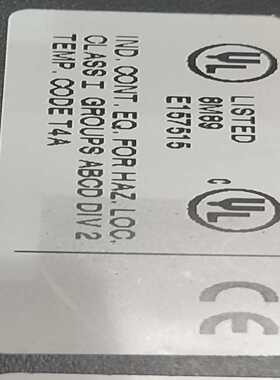 UL
LISTED
8W89
E157515
C
UL
IND. CONT. EQ. FOR HAZ. LOC.
CLASS I GROUPS ABCD DIV 2
TEMP. CODE T4A
CE